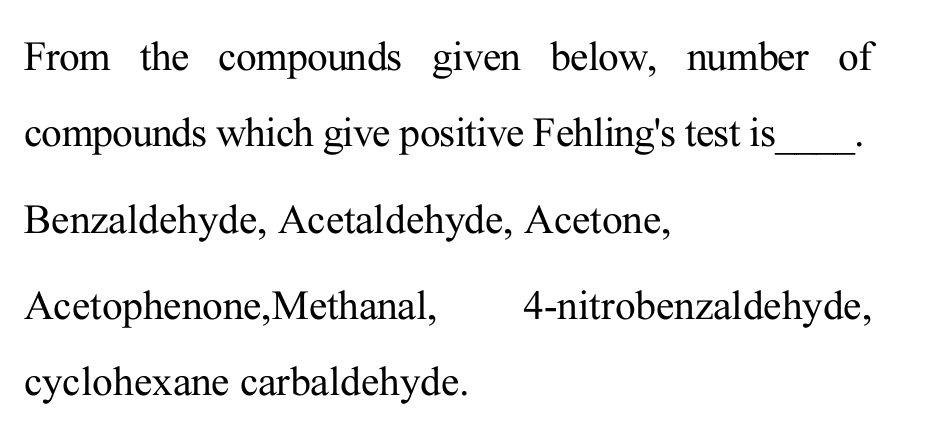 From the compounds given below, number of
compounds which give positive Fehling's test is____.
Benzaldehyde, Acetaldehyde, Acetone,
Acetophenone,Methanal, 4-nitrobenzaldehyde,
cyclohexane carbaldehyde.